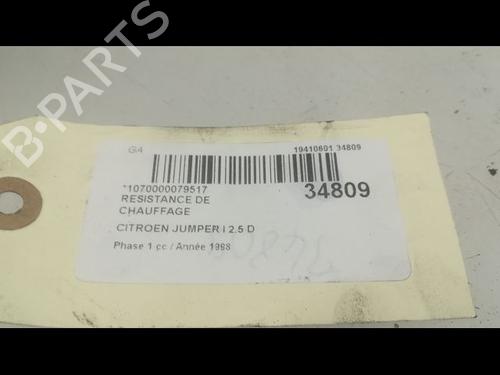 B-PARTS
G4
19410601 34809
*1070000079517
34809
RESISTANCE DE
CHAUFFAGE
CITROEN JUMPER I 2.5 D
Phase 1 cc / Année 1998